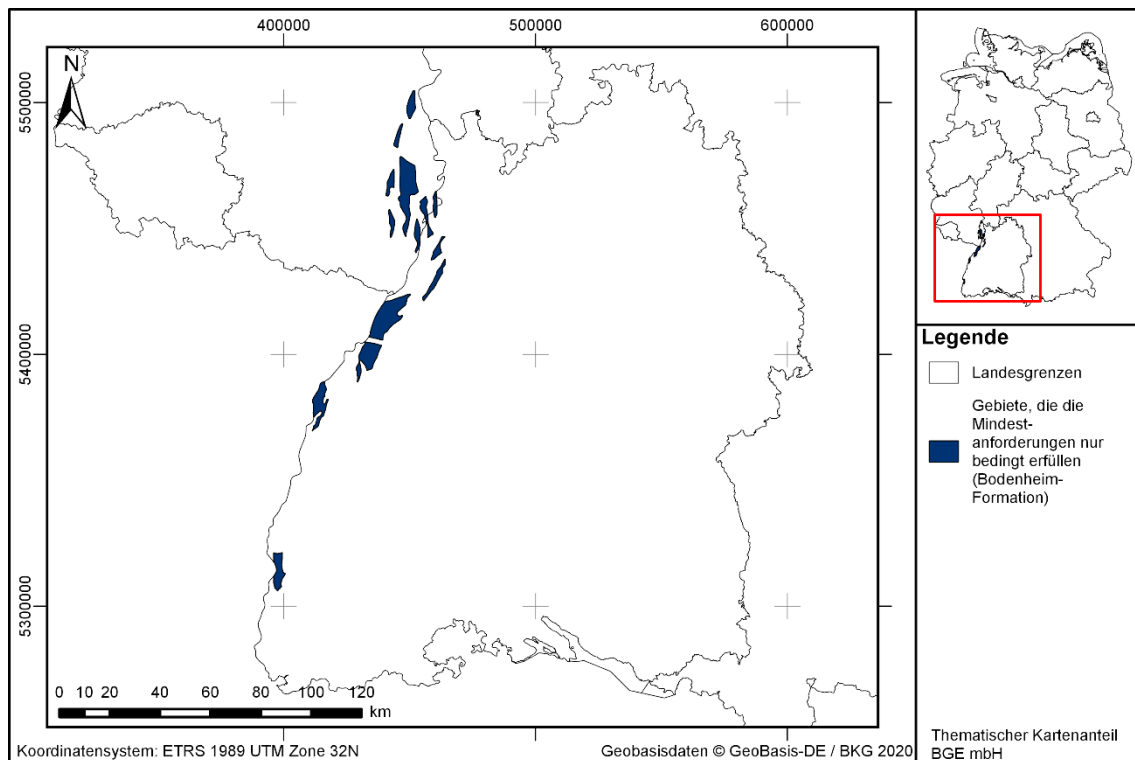 400000
500000
600000
N
5500000
5400000
5300000
0 10 20 40 60 80 100 120
km
Koordinatensystem: ETRS 1989 UTM Zone 32N
Geobasisdaten © GeoBasis-DE / BKG 2020
Legende
Landesgrenzen
Gebiete, die die
Mindest-
anforderungen nur
bedingt erfüllen
(Bodenheim-
Formation)
Thematischer Kartenanteil
BGE mbH